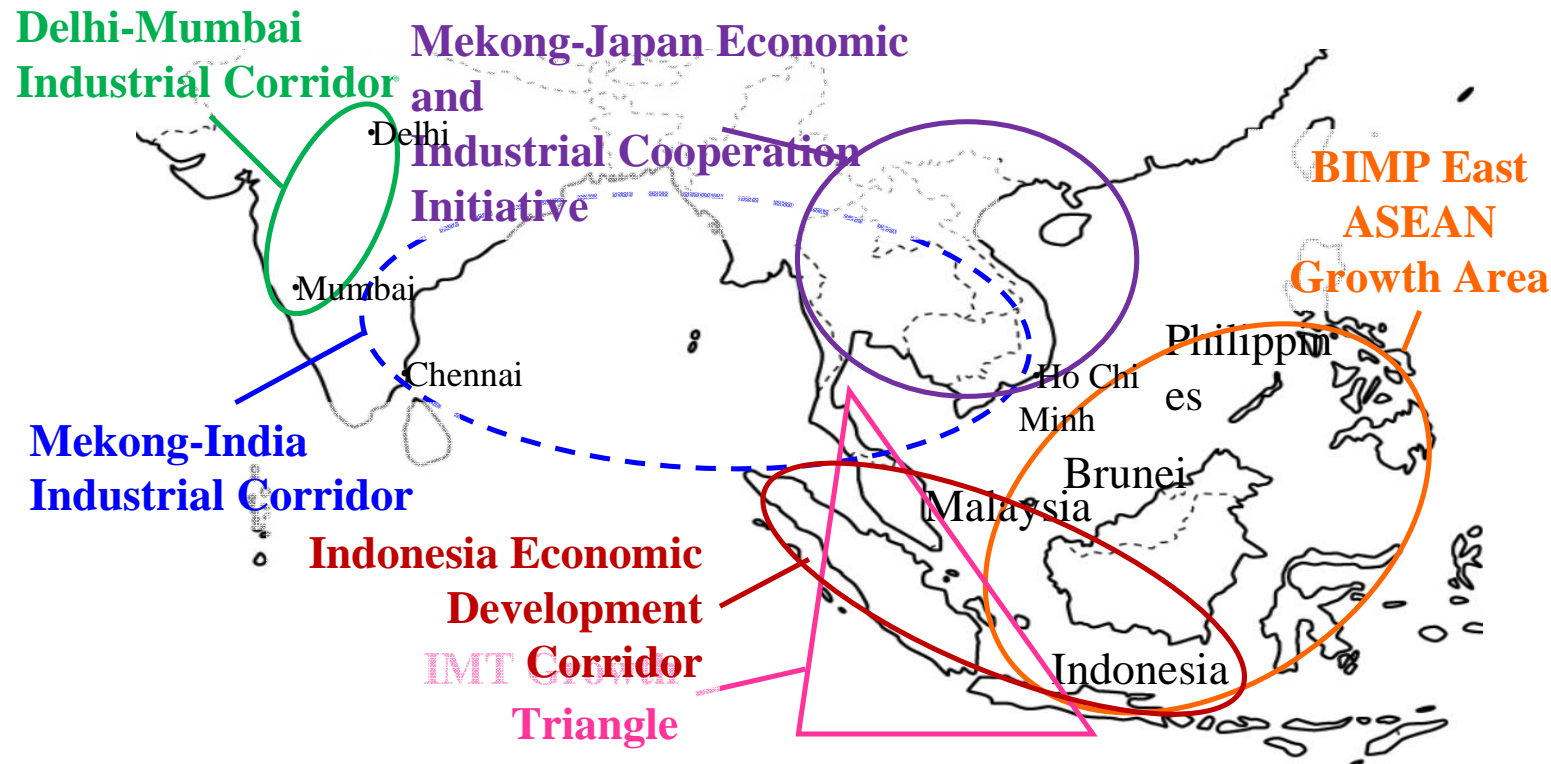 Delhi-Mumbai
Industrial Corridor
Mekong-Japan Economic
and
Industrial Cooperation
Initiative
Delhi
BIMP East
ASEAN
Growth Area
Mumbai
Philippin
es
Chennai
Ho Chi
Minh
Mekong-India
Industrial Corridor
Brunei
Malaysia
Indonesia Economic
Development
Corridor
IMT Growth
Triangle
Indonesia